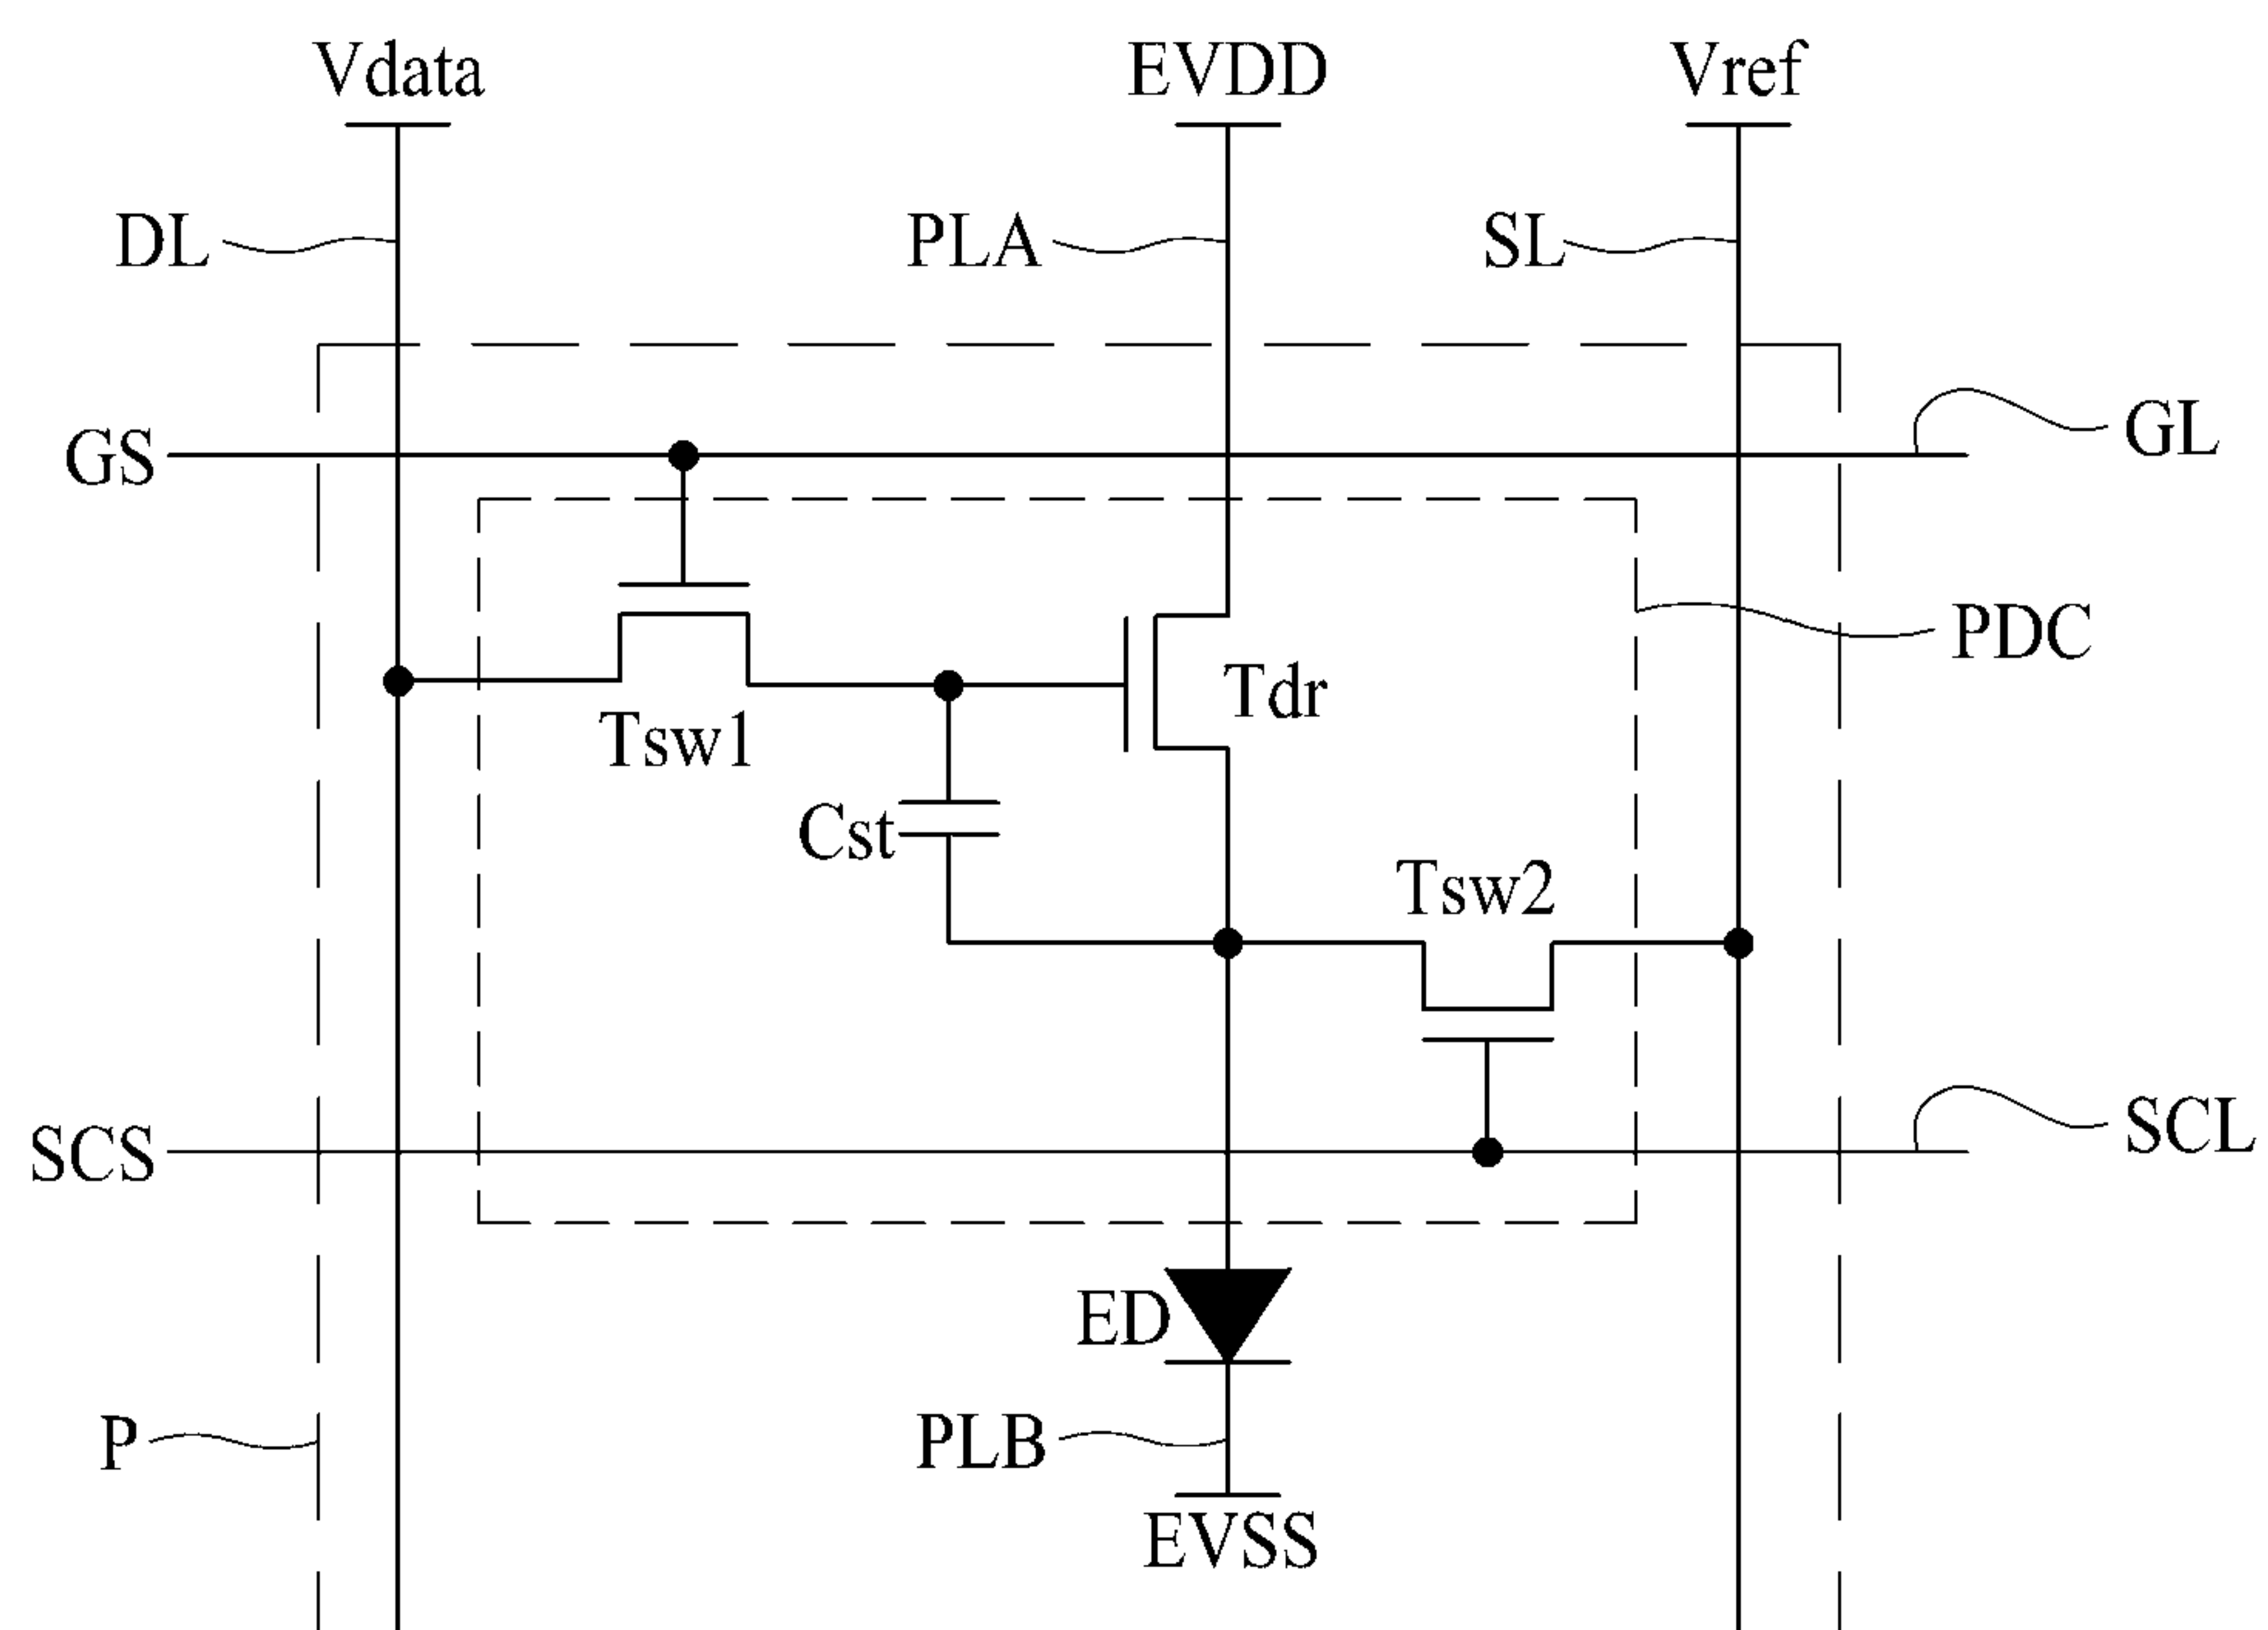 Vdata
EVDD
Vref
DL
PLA
SL
GS
GL
PDC
Tdr
Tsw1
Cst
Tsw2
SCS
SCL
ED
P
PLB
EVSS